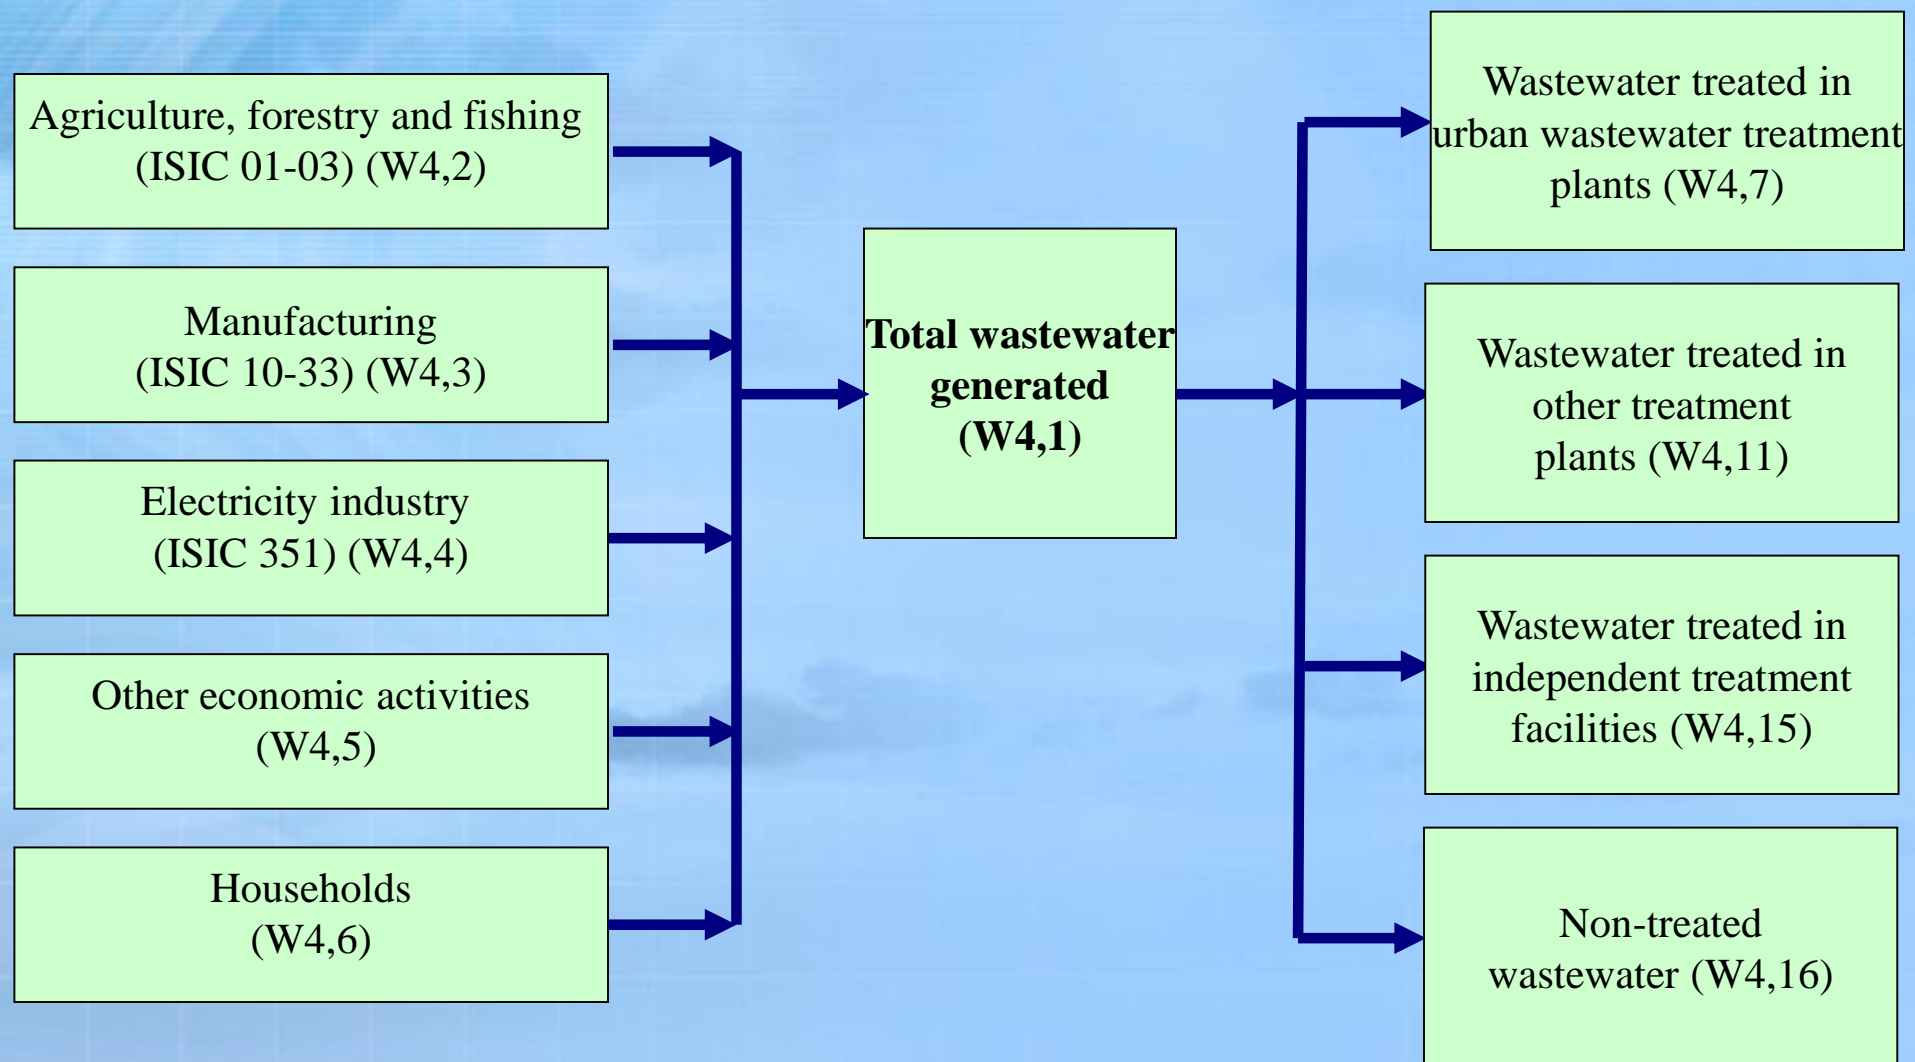 Agriculture, forestry and fishing
(ISIC 01-03) (W4,2)
Manufacturing
(ISIC 10-33) (W4,3)
Electricity industry
(ISIC 351) (W4,4)
Other economic activities
(W4,5)
Households
(W4,6)
Total wastewater
generated
(W4,1)
Wastewater treated in
urban wastewater treatment
plants (W4,7)
Wastewater treated in
other treatment
plants (W4,11)
Wastewater treated in
independent treatment
facilities (W4,15)
Non-treated
wastewater (W4,16)